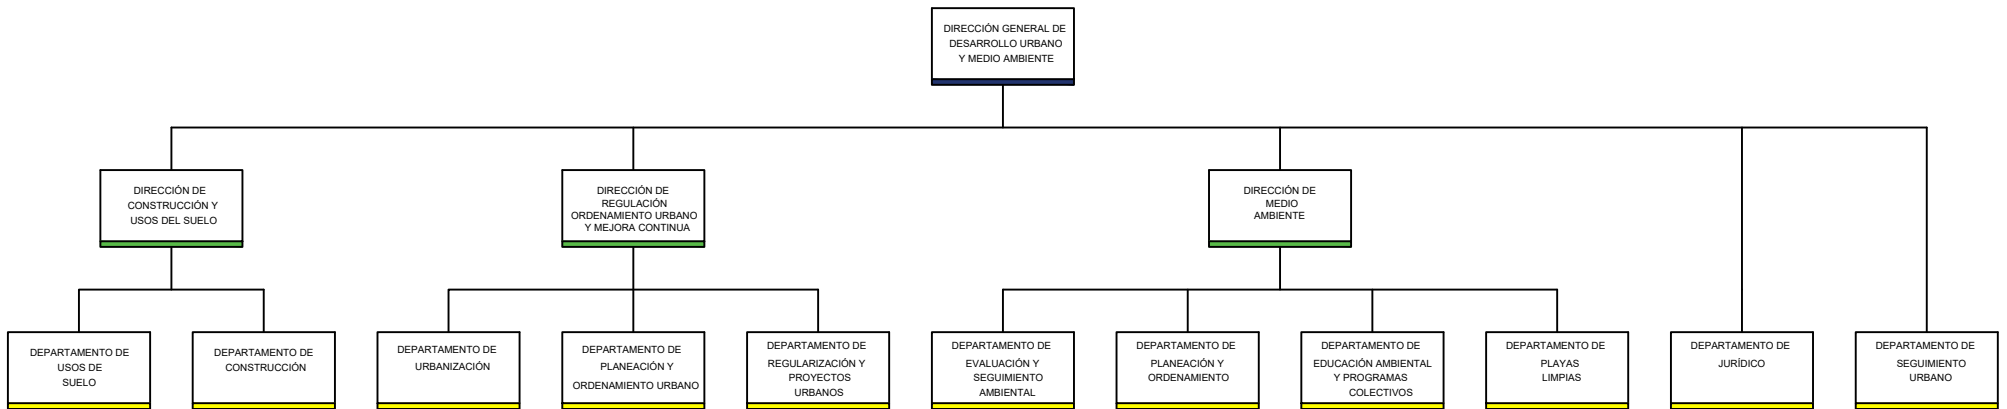 DIRECCIÓN GENERAL DE
DESARROLLO URBANO
Y MEDIO AMBIENTE
DIRECCIÓN DE
CONSTRUCCIÓN Y
USOS DEL SUELO
DIRECCIÓN DE
REGULACIÓN
ORDENAMIENTO URBANO
Y MEJORA CONTINUA
DIRECCIÓN DE
MEDIO
AMBIENTE
DEPARTAMENTO DE
USOS DE
SUELO
DEPARTAMENTO DE
CONSTRUCCIÓN
DEPARTAMENTO DE
URBANIZACIÓN
DEPARTAMENTO DE
PLANEACIÓN Y
ORDENAMIENTO URBANO
DEPARTAMENTO DE
REGULARIZACIÓN Y
PROYECTOS
URBANOS
DEPARTAMENTO DE
EVALUACIÓN Y
SEGUIMIENTO
AMBIENTAL
DEPARTAMENTO DE
PLANEACIÓN Y
ORDENAMIENTO
DEPARTAMENTO DE
EDUCACIÓN AMBIENTAL
Y PROGRAMAS
COLECTIVOS
DEPARTAMENTO DE
PLAYAS
LIMPIAS
DEPARTAMENTO DE
JURÍDICO
DEPARTAMENTO DE
SEGUIMIENTO
URBANO